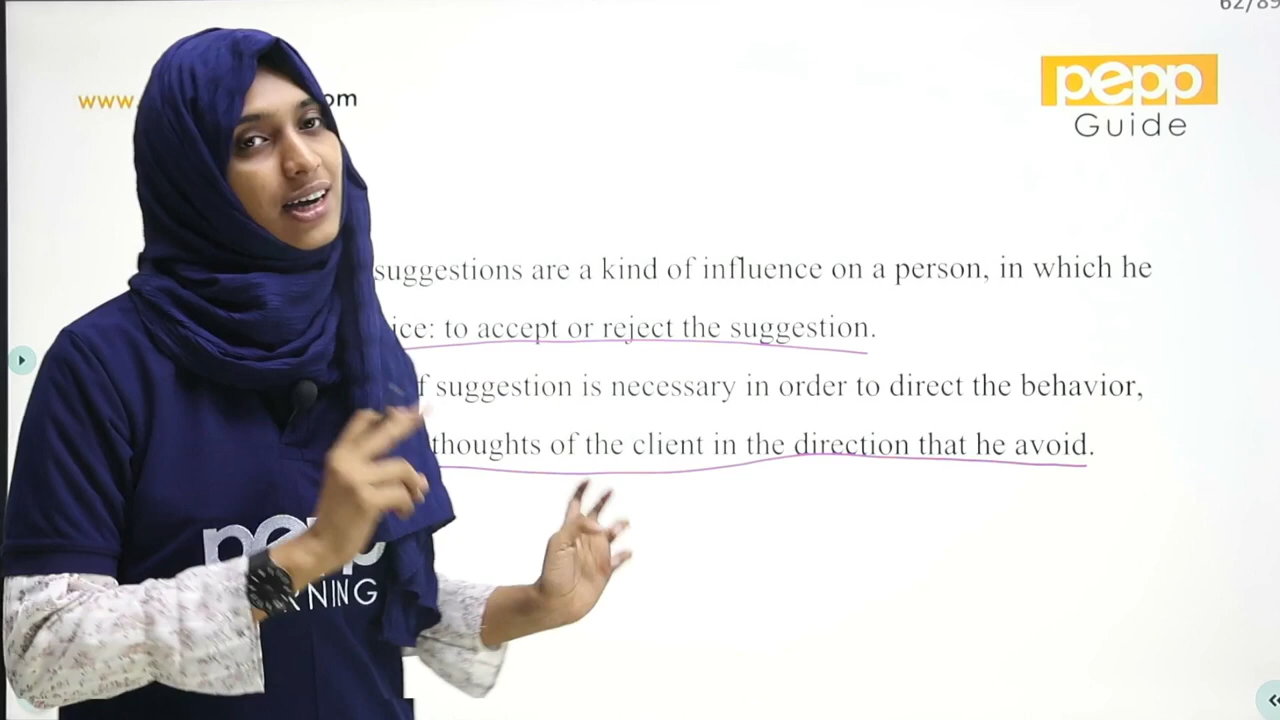 62/89
www.
om
pepp
Guide
suggestions are a kind of influence on a person, in which he
ice: to accept or reject the suggestion.
f suggestion is necessary in order to direct the behavior,
thoughts of the client in the direction that he avoid.
pepp
RNING